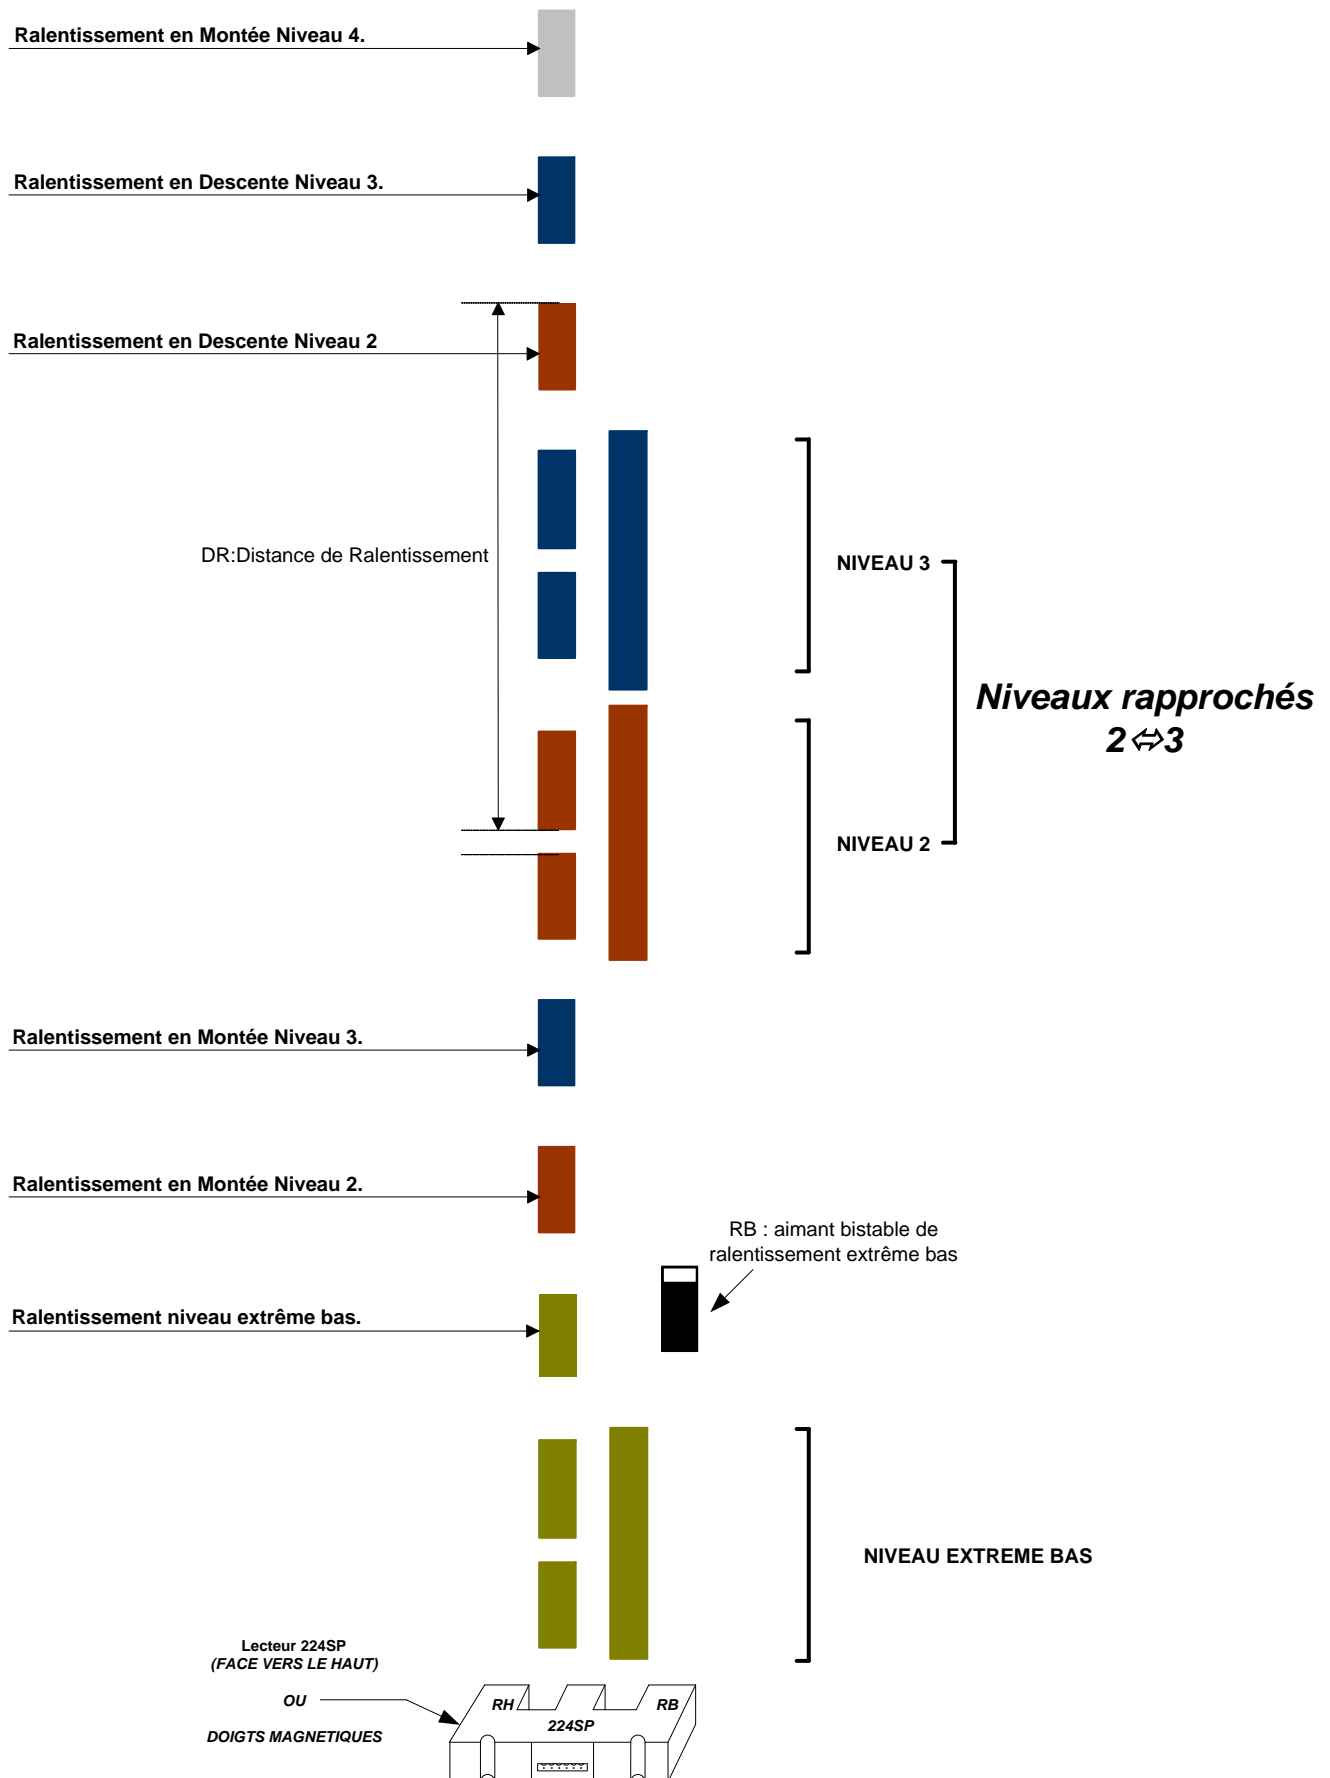 Ralentissement en Montée Niveau 4.
Ralentissement en Descente Niveau 3.
Ralentissement en Descente Niveau 2
DR:Distance de Ralentissement
NIVEAU 3
Niveaux rapprochés
2⇔3
NIVEAU 2
Ralentissement en Montée Niveau 3.
Ralentissement en Montée Niveau 2.
RB : aimant bistable de
ralentissement extrême bas
Ralentissement niveau extrême bas.
NIVEAU EXTREME BAS
Lecteur 224SP
(FACE VERS LE HAUT)
OU
DOIGTS MAGNETIQUES
RH
RB
224SP